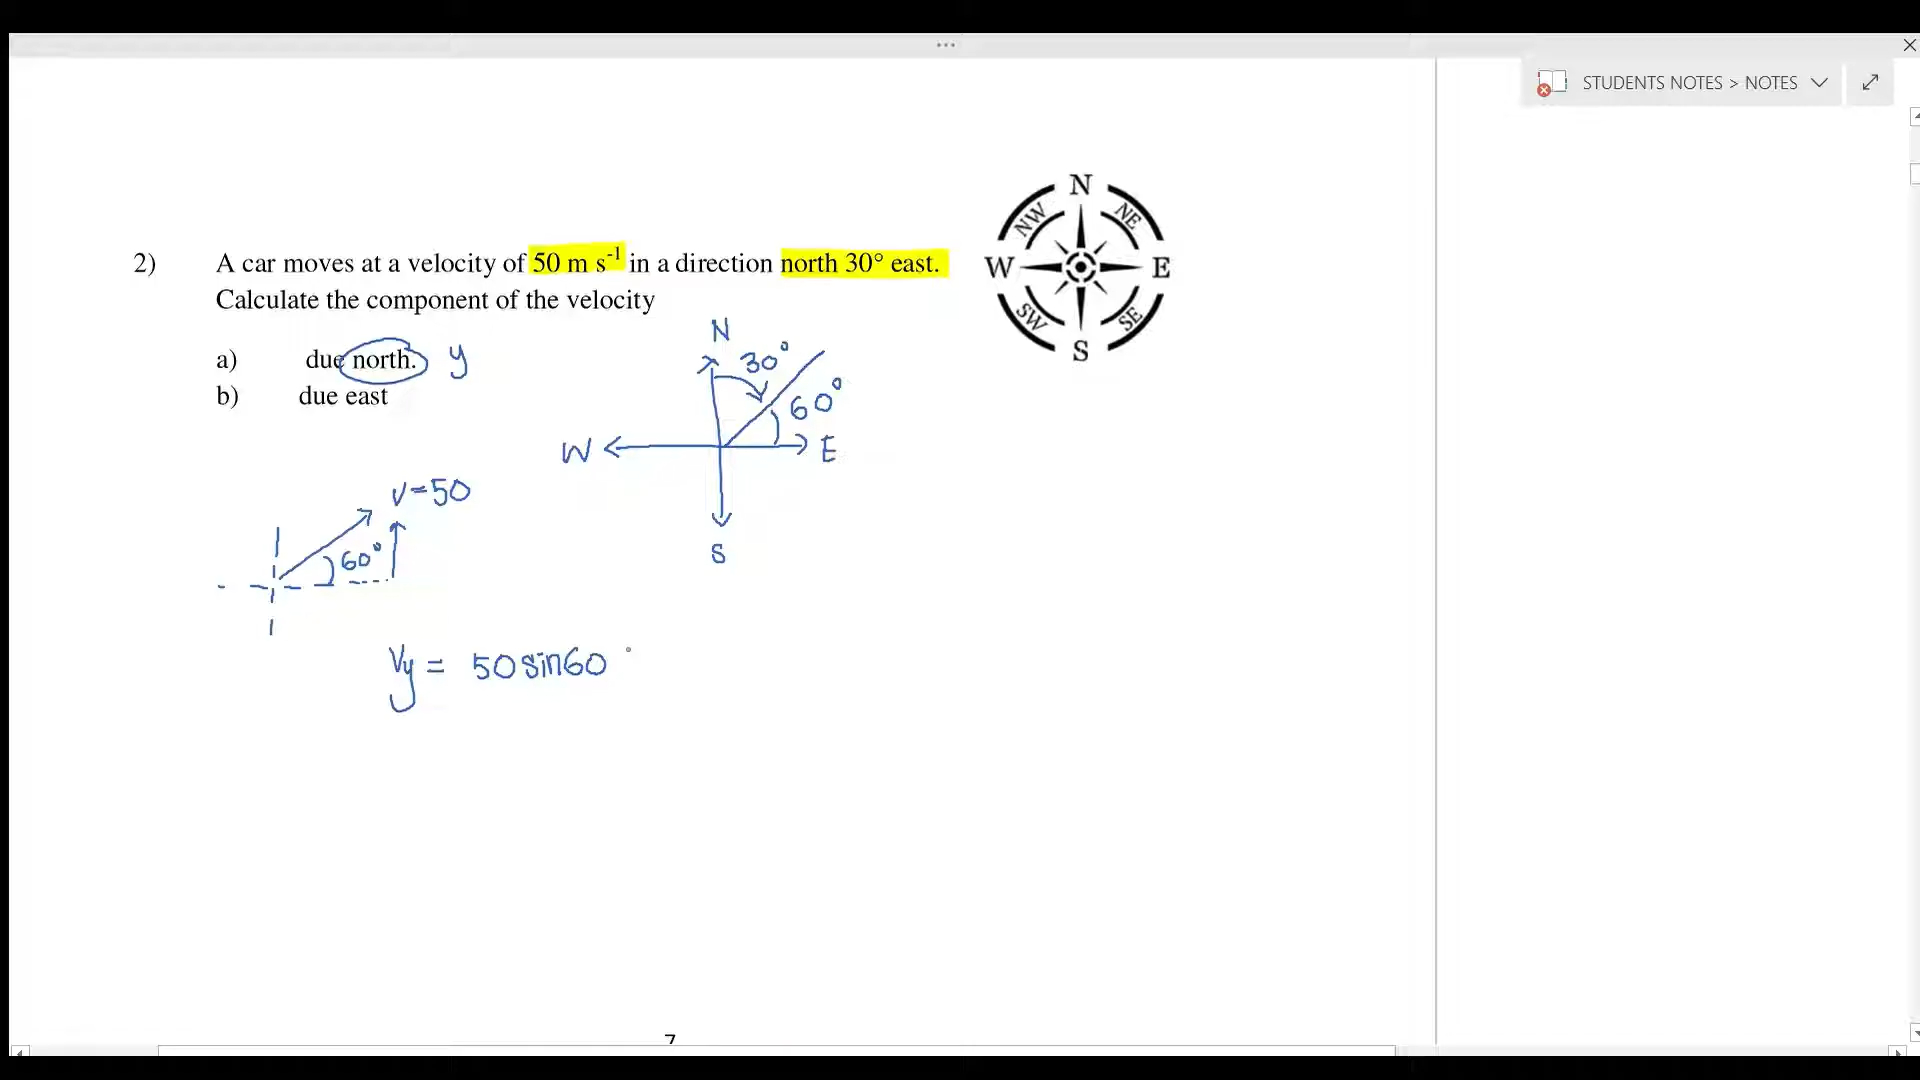 STUDENTS NOTES > NOTES
N
NW NE
W E
SW SE
S
2) A car moves at a velocity of 50 m s⁻¹ in a direction north 30° east.
Calculate the component of the velocity
a) due north. y
b) due east
N
30°
60°
W E
S
V=50
60°
Vy = 50sin60
7